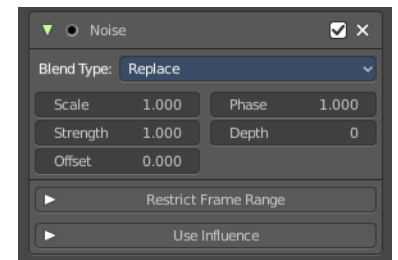 Noise
Blend Type: Replace
Scale 1.000 Phase 1.000
Strength 1.000 Depth 0
Offset 0.000
Restrict Frame Range
Use Influence